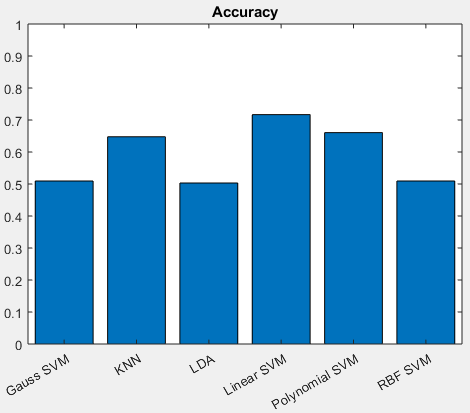 Accuracy
1
0.9
0.8
0.7
0.6
0.5
0.4
0.3
0.2
0.1
0
Gauss SVM
KNN
LDA
Linear SVM
Polynomial SVM
RBF SVM